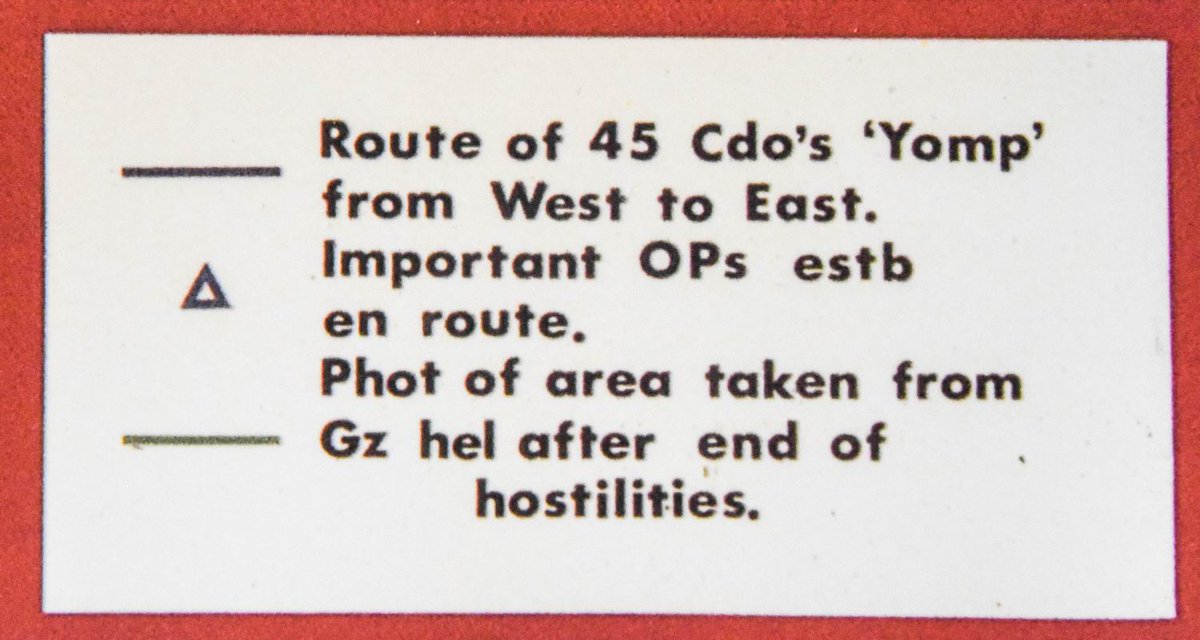 Route of 45 Cdo's ‘Yomp’
from West to East.
Important OPs estb
en route.
Phot of area taken from
Gz hel after end of
hostilities.